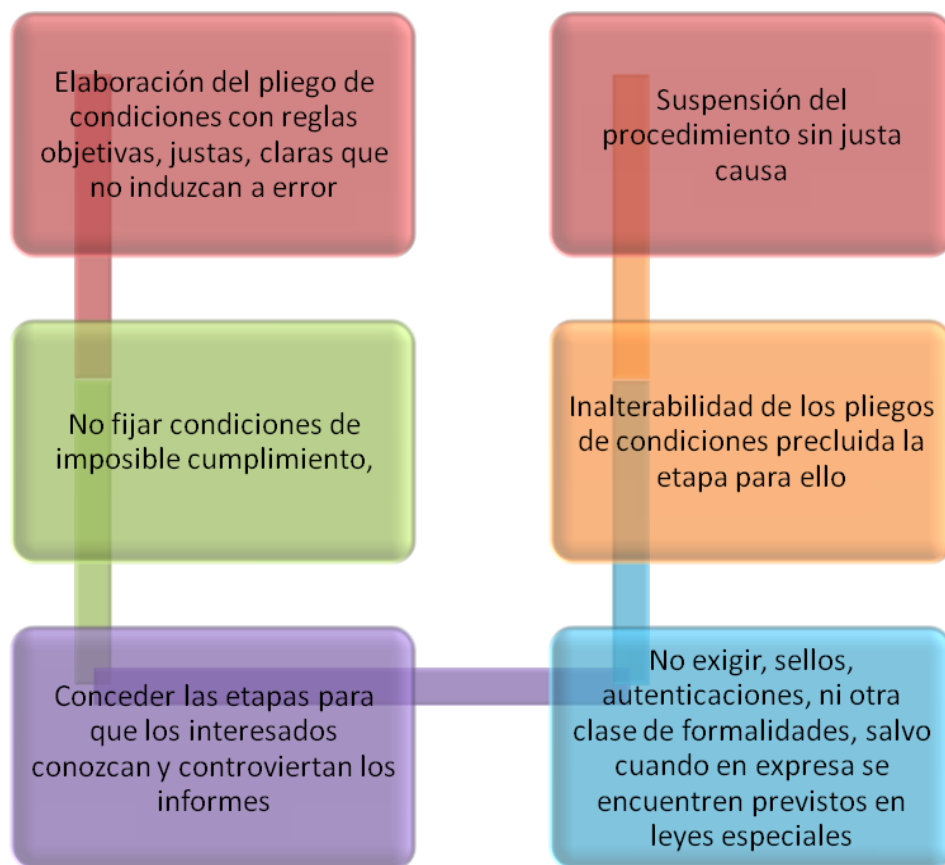 Elaboración del pliego de
condiciones con reglas
objetivas, justas, claras que
no induzcan a error
No fijar condiciones de
imposible cumplimiento,
Conceder las etapas para
que los interesados
conozcan y controviertan los
informes
No exigir, sellos,
autenticaciones, ni otra
clase de formalidades, salvo
cuando en expresa se
encuentren previstos en
leyes especiales
Inalterabilidad de los pliegos
de condiciones precluida la
etapa para ello
Suspensión del
procedimiento sin justa
causa